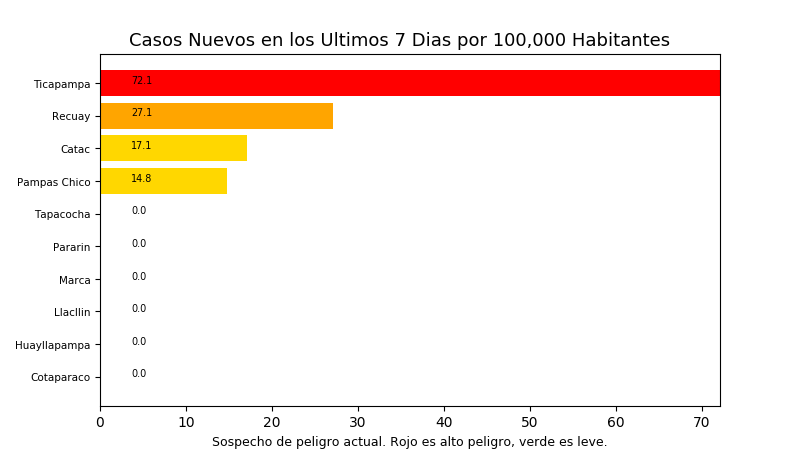 Casos Nuevos en los Ultimos 7 Dias por 100,000 Habitantes
Ticapampa 72.1
Recuay 27.1
Catac 17.1
Pampas Chico 14.8
Tapacocha 0.0
Pararin 0.0
Marca 0.0
Llacllin 0.0
Huayllapampa 0.0
Cotaparaco 0.0
0 10 20 30 40 50 60 70
Sospecho de peligro actual. Rojo es alto peligro, verde es leve.